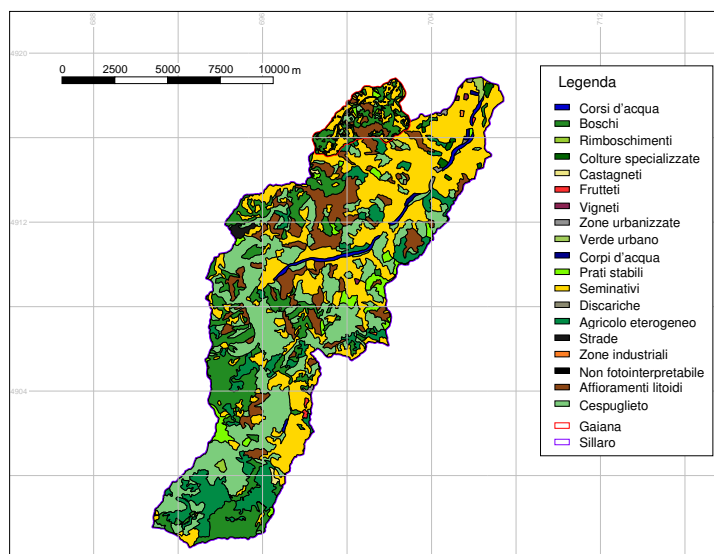 688
696
704
712
4920
0 2500 5000 7500 10000 m
Legenda
Corsi d'acqua
Boschi
Rimboschimenti
Colture specializzate
Castagneti
Frutteti
Vigneti
Zone urbanizzate
Verde urbano
Corpi d'acqua
Prati stabili
Seminativi
Discariche
Agricolo eterogeneo
Strade
Zone industriali
Non fotointerpretabile
Affioramenti litoidi
Cespuglieto
Gaiana
Sillaro
4912
4904